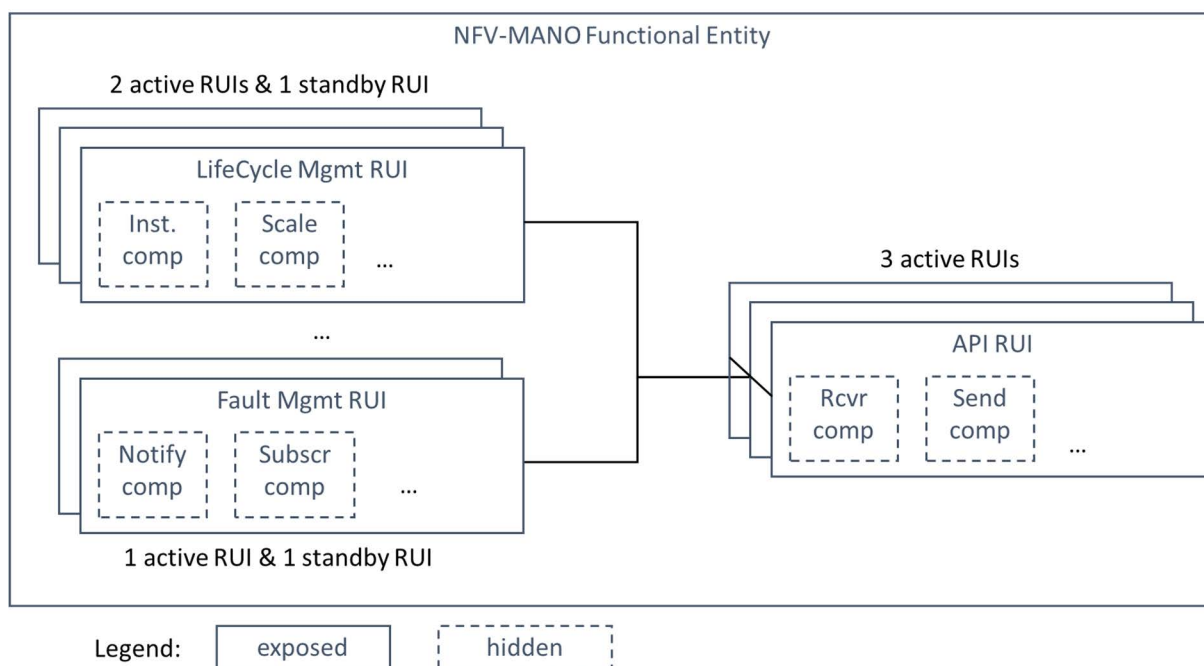 NFV-MANO Functional Entity
2 active RUIs & 1 standby RUI
LifeCycle Mgmt RUI
Inst.
comp
Scale
comp
...
...
Fault Mgmt RUI
Notify
comp
Subscr
comp
...
1 active RUI & 1 standby RUI
3 active RUIs
API RUI
Rcvr
comp
Send
comp
...
Legend:
exposed
hidden